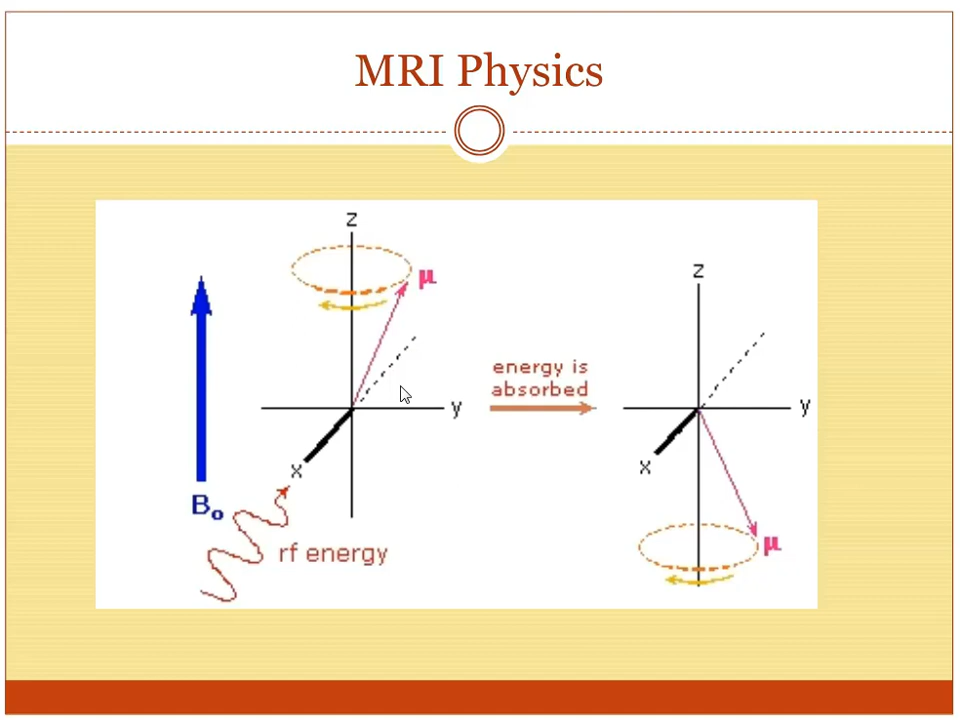 MRI Physics
z
μ
y
x
B₀
rf energy
energy is
absorbed
z
y
x
μ